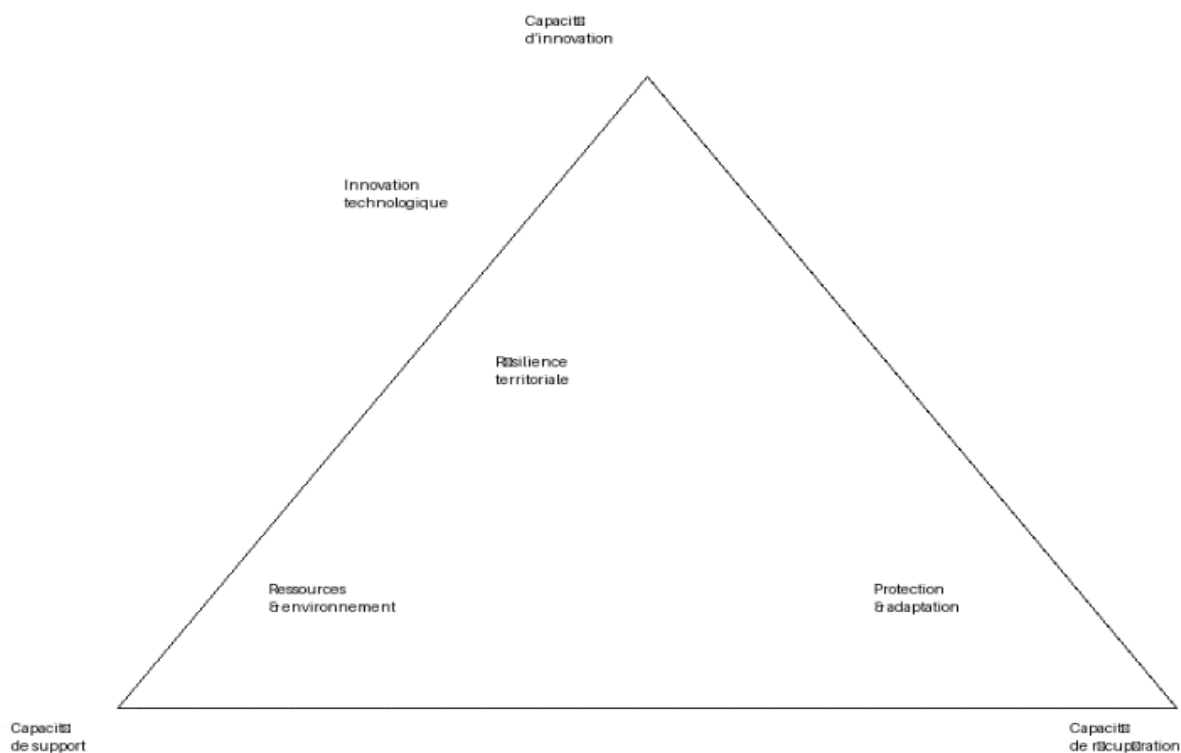 Capacit�
d'innovation
Innovation
technologique
R�silience
territoriale
Ressources
& environnement
Protection
& adaptation
Capacit�
de support
Capacit�
de r�cup�ration